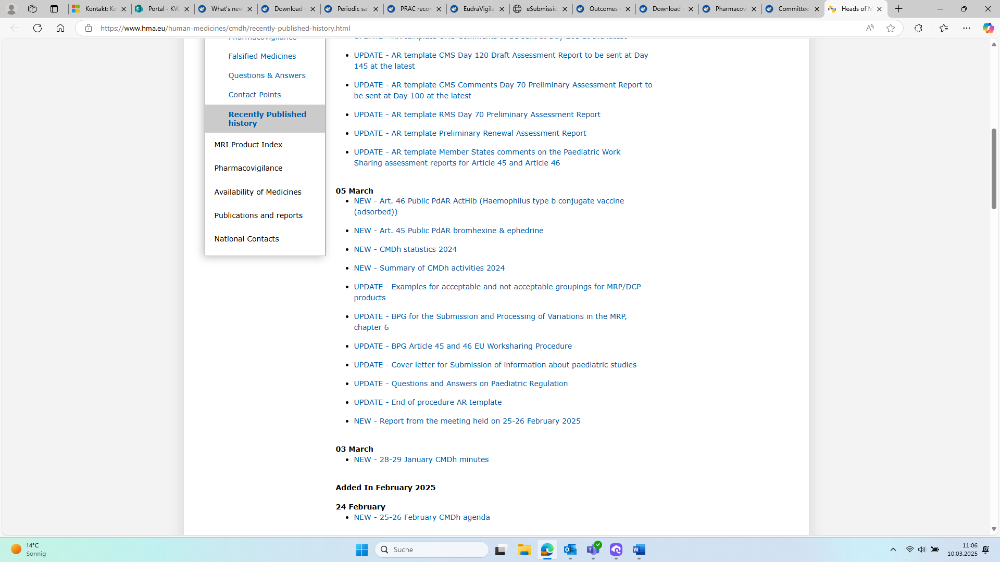 Kontakt: Ko
Portal - KW
What's new
Download
Periodic saf
PRAC recor
EudraVigila
eSubmissio
Outcomes
Download
Pharmacov
Committee
Heads of M
https://www.hma.eu/human-medicines/cmdh/recently-published-history.html
Falsified Medicines
Questions & Answers
Contact Points
Recently Published
history
MRI Product Index
Pharmacovigilance
Availability of Medicines
Publications and reports
National Contacts
UPDATE - AR template CMS Day 120 Draft Assessment Report to be sent at Day
145 at the latest
UPDATE - AR template CMS Comments Day 70 Preliminary Assessment Report to
be sent at Day 100 at the latest
UPDATE - AR template RMS Day 70 Preliminary Assessment Report
UPDATE - AR template Preliminary Renewal Assessment Report
UPDATE - AR template Member States comments on the Paediatric Work
Sharing assessment reports for Article 45 and Article 46
05 March
NEW - Art. 46 Public PdAR ActHib (Haemophilus type b conjugate vaccine
(adsorbed))
NEW - Art. 45 Public PdAR bromhexine & ephedrine
NEW - CMDh statistics 2024
NEW - Summary of CMDh activities 2024
UPDATE - Examples for acceptable and not acceptable groupings for MRP/DCP
products
UPDATE - BPG for the Submission and Processing of Variations in the MRP,
chapter 6
UPDATE - BPG Article 45 and 46 EU Worksharing Procedure
UPDATE - Cover letter for Submission of information about paediatric studies
UPDATE - Questions and Answers on Paediatric Regulation
UPDATE - End of procedure AR template
NEW - Report from the meeting held on 25-26 February 2025
03 March
NEW - 28-29 January CMDh minutes
Added In February 2025
24 February
NEW - 25-26 February CMDh agenda
14°C
Sonnig
Suche
11:06
10.03.2025